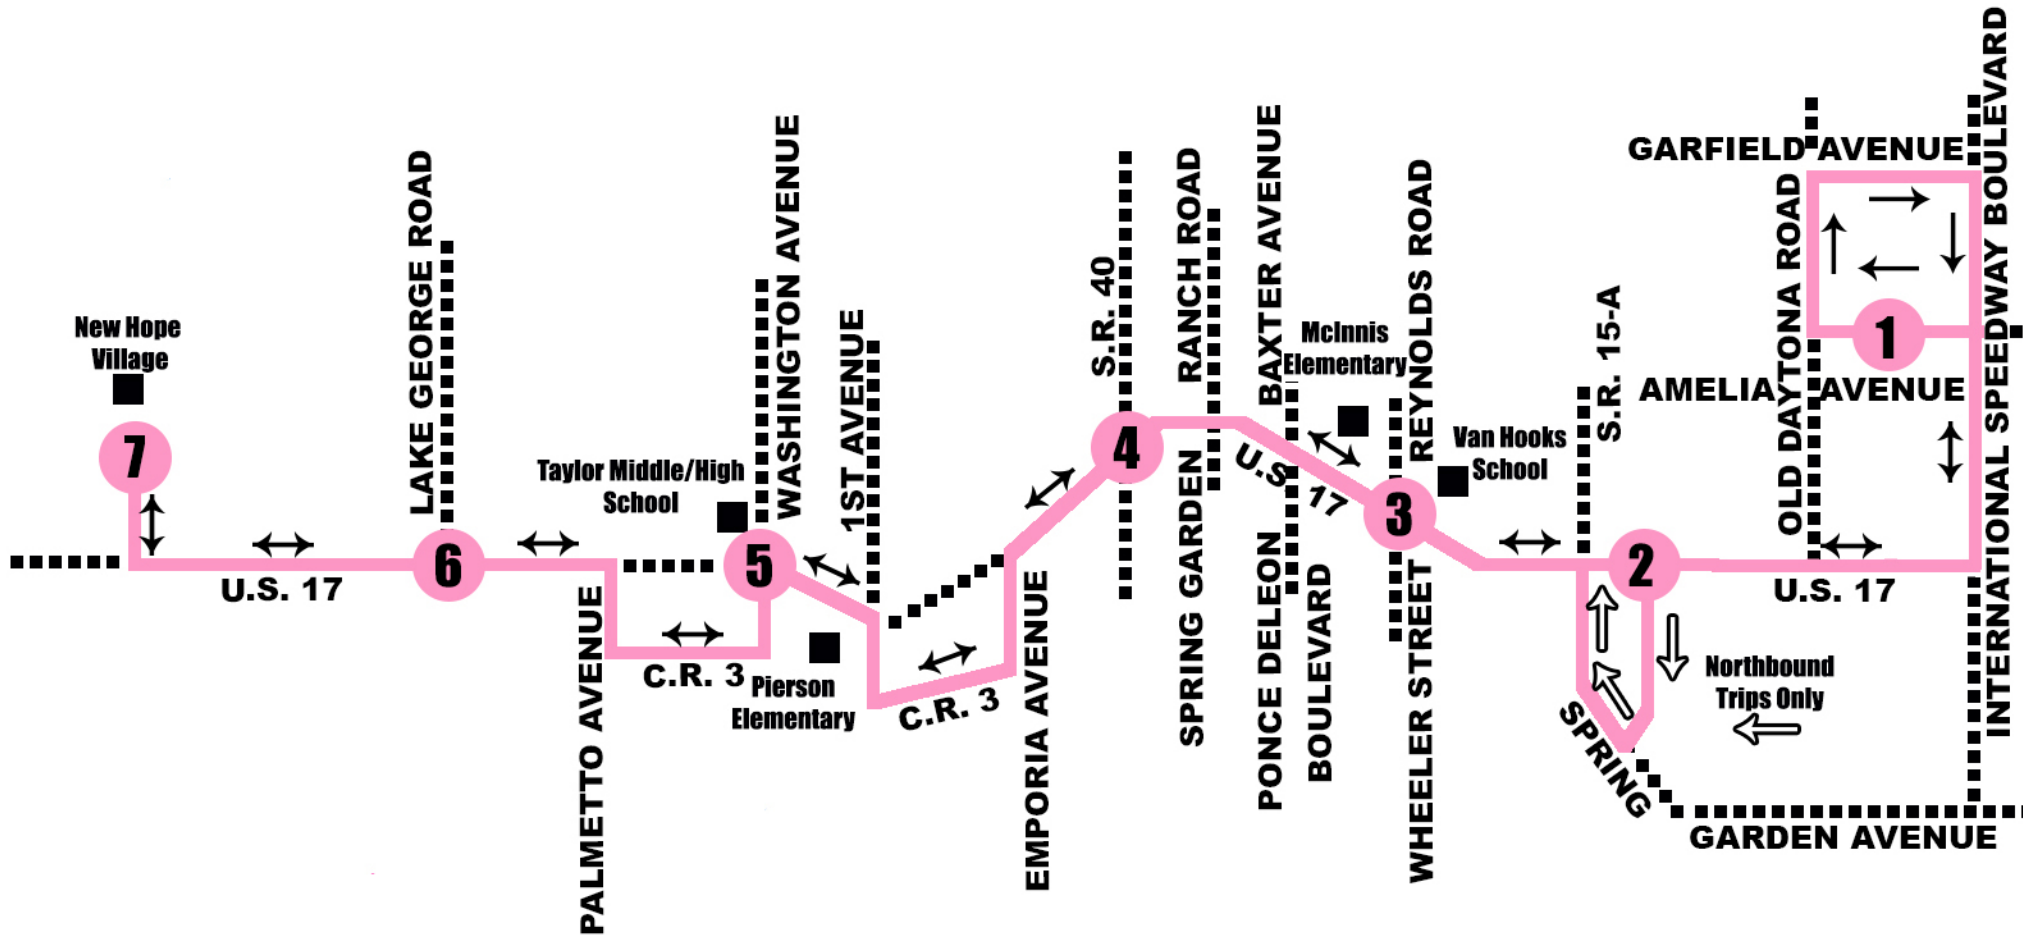 New Hope
Village
7
LAKE GEORGE ROAD
U.S. 17
6
Taylor Middle/High
School
WASHINGTON AVENUE
5
PALMETTO AVENUE
C.R. 3
Pierson
Elementary
1ST AVENUE
C.R. 3
EMPORIA AVENUE
S.R. 40
4
SPRING GARDEN RANCH ROAD
BAXTER AVENUE
U.S. 17
PONCE DELEON
BOULEVARD
McInnis
Elementary
REYNOLDS ROAD
3
WHEELER STREET
Van Hooks
School
S.R. 15-A
2
SPRING
GARDEN AVENUE
Northbound
Trips Only
GARFIELD AVENUE
OLD DAYTONA ROAD
1
AMELIA AVENUE
U.S. 17
INTERNATIONAL SPEEDWAY BOULEVARD